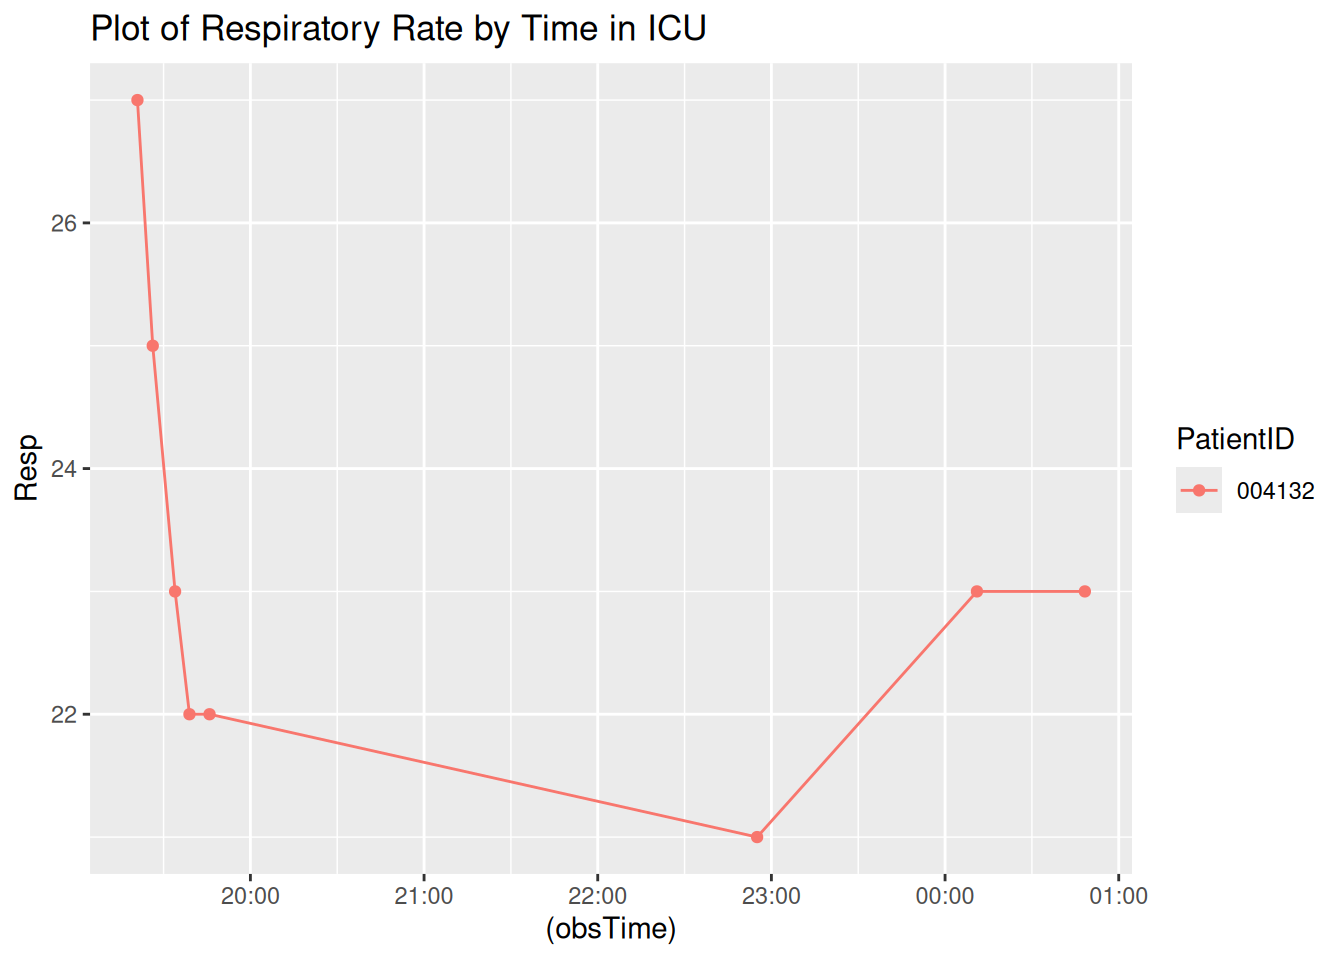 Plot of Respiratory Rate by Time in ICU
Resp
26
24
22
20:00 21:00 22:00 23:00 00:00 01:00
(obsTime)
PatientID
004132